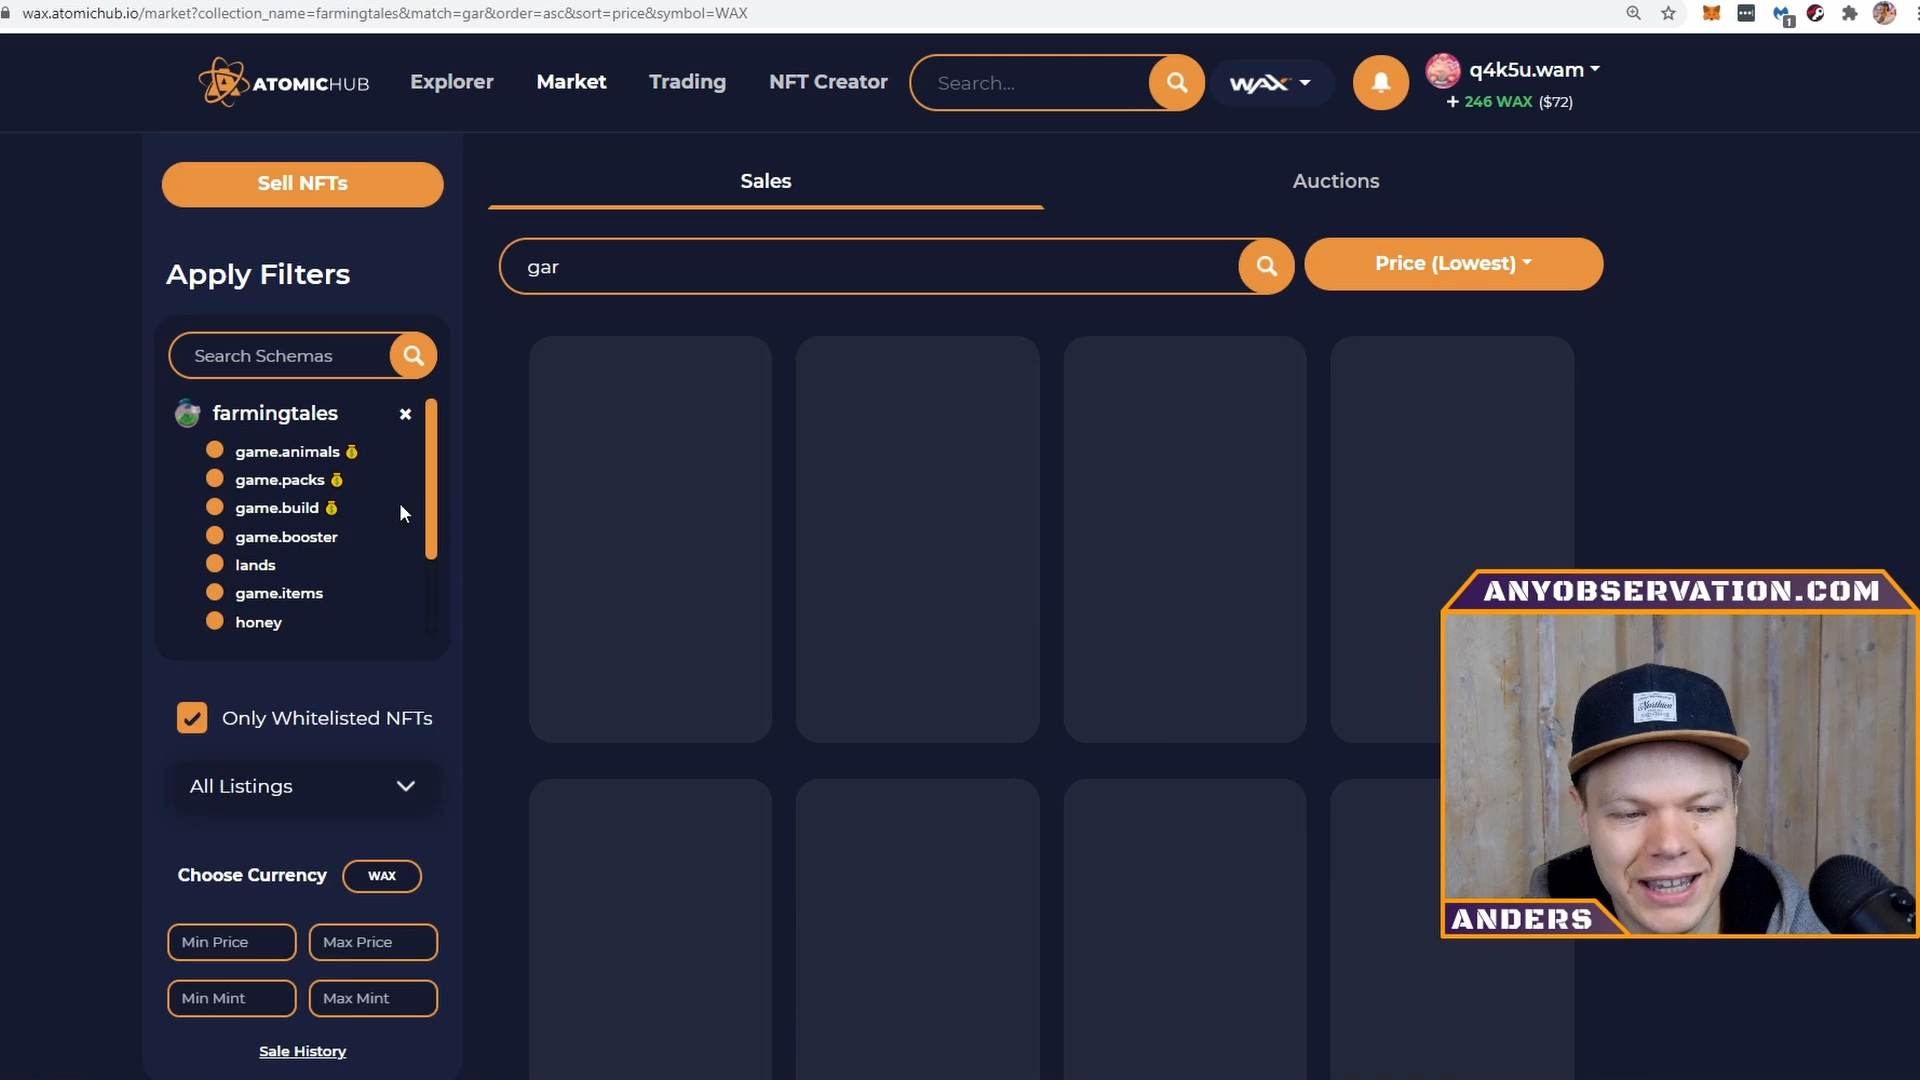 wax.atomichub.io/market?collection_name=farmingtales&match=gar&order=asc&sort=price&symbol=WAX
1
ATOMICHUB
Explorer
Market
Trading
NFT Creator
Search...
WAX
q4k5u.wam
+ 246 WAX ($72)
Sell NFTs
Sales
Auctions
Apply Filters
gar
Price (Lowest)
Search Schemas
farmingtales
game.animals
game.packs
game.build
game.booster
lands
game.items
honey
Only Whitelisted NFTs
All Listings
Choose Currency
WAX
Min Price
Max Price
Min Mint
Max Mint
Sale History
ANYOBSERVATION.COM
ANDERS